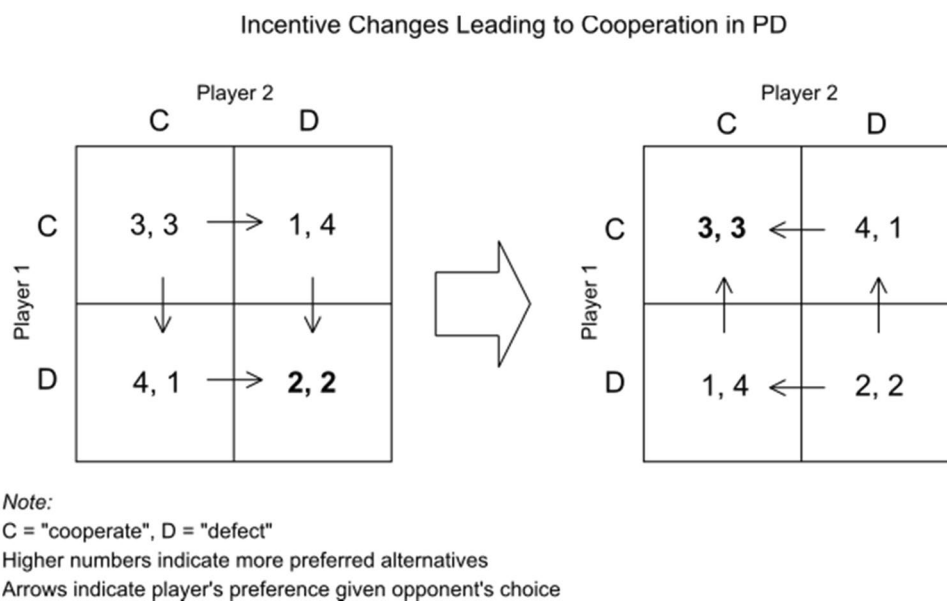 Incentive Changes Leading to Cooperation in PD
Player 2
C D
Player 1
C 3, 3 1, 4
D 4, 1 2, 2
Player 2
C D
Player 1
C 3, 3 4, 1
D 1, 4 2, 2
Note:
C = "cooperate", D = "defect"
Higher numbers indicate more preferred alternatives
Arrows indicate player's preference given opponent's choice